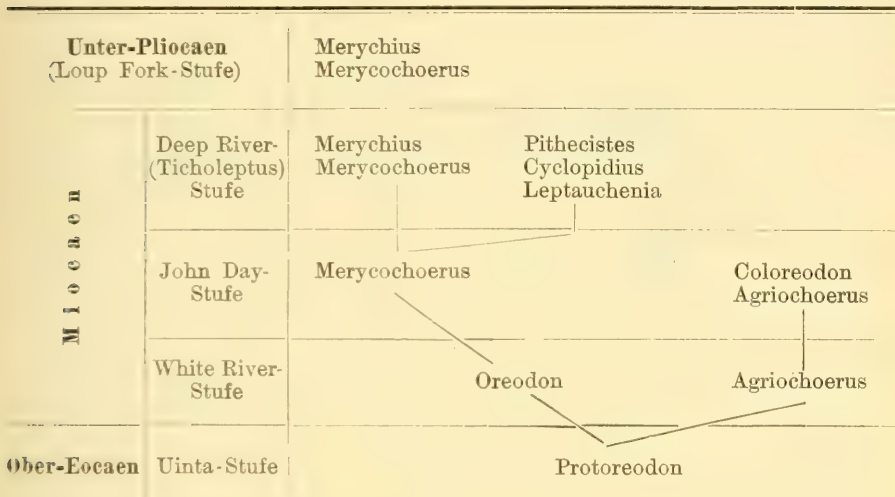 Unter-Pliocaen
(Loup Fork-Stufe)
Merychius
Merycochoerus
Miocaen
Deep River-
(Ticholeptus)
Stufe
Merychius
Merycochoerus
Pithecistes
Cyclopidius
Leptauchenia
John Day-
Stufe
Merycochoerus
Coloreodon
Agriochoerus
White River-
Stufe
Oreodon
Agriochoerus
Ober-Eocaen
Uinta-Stufe
Protoreodon